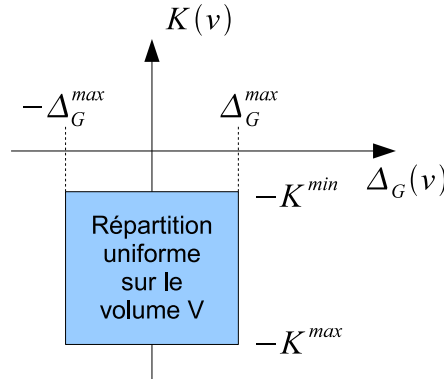 K(v)
−Δ_G^max
Δ_G^max
Δ_G(v)
−K^min
Répartition
uniforme
sur le
volume V
−K^max